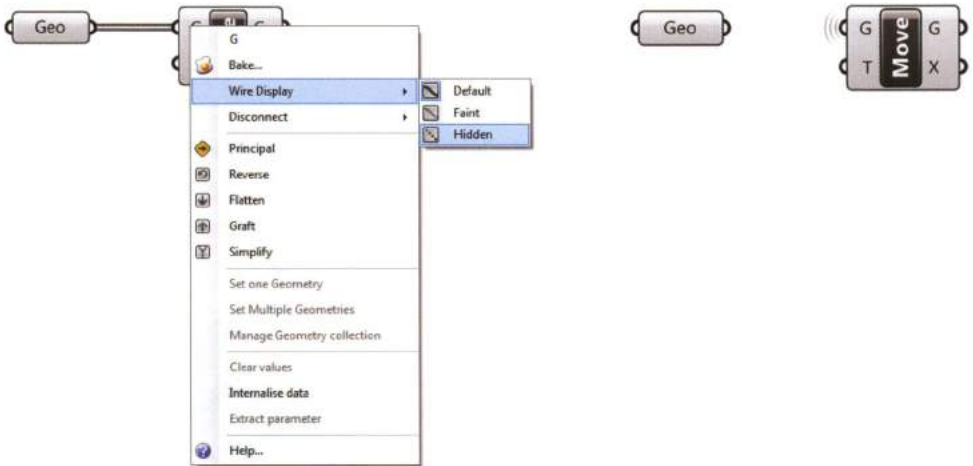 Geo
G
G
G
Bake...
Wire Display
Default
Faint
Hidden
Disconnect
Principal
Reverse
Flatten
Graft
Simplify
Set one Geometry
Set Multiple Geometries
Manage Geometry collection
Clear values
Internalise data
Extract parameter
Help...
Geo
G
Move
G
T
X